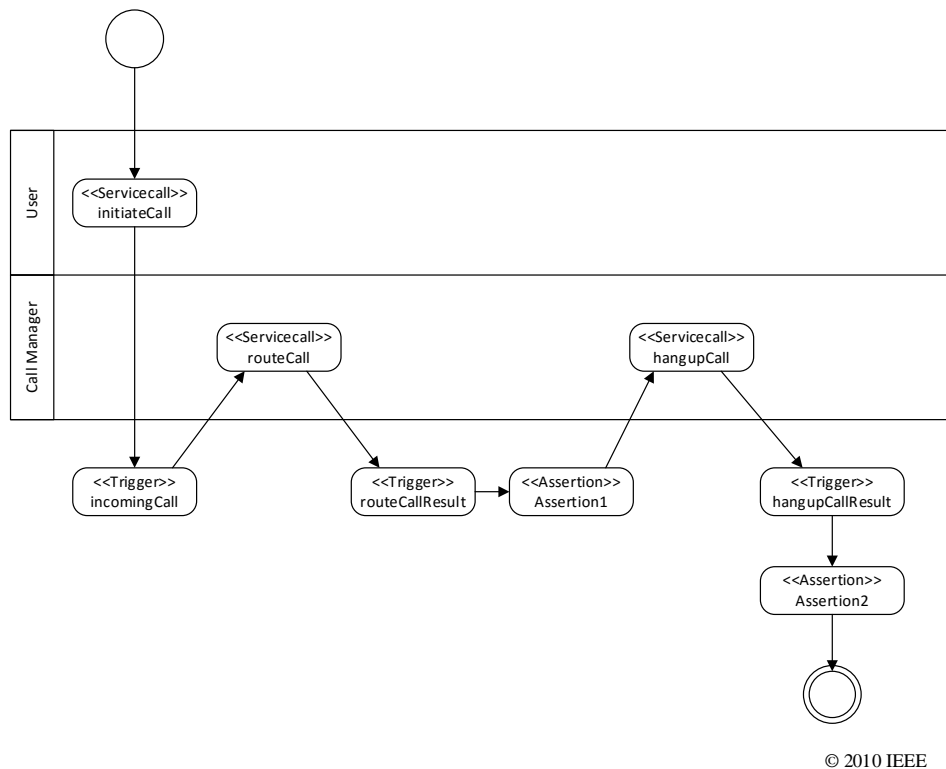 User
<<Servicecall>>
initiateCall
Call Manager
<<Servicecall>>
routeCall
<<Servicecall>>
hangupCall
<<Trigger>>
incomingCall
<<Trigger>>
routeCallResult
<<Assertion>>
Assertion1
<<Trigger>>
hangupCallResult
<<Assertion>>
Assertion2
© 2010 IEEE